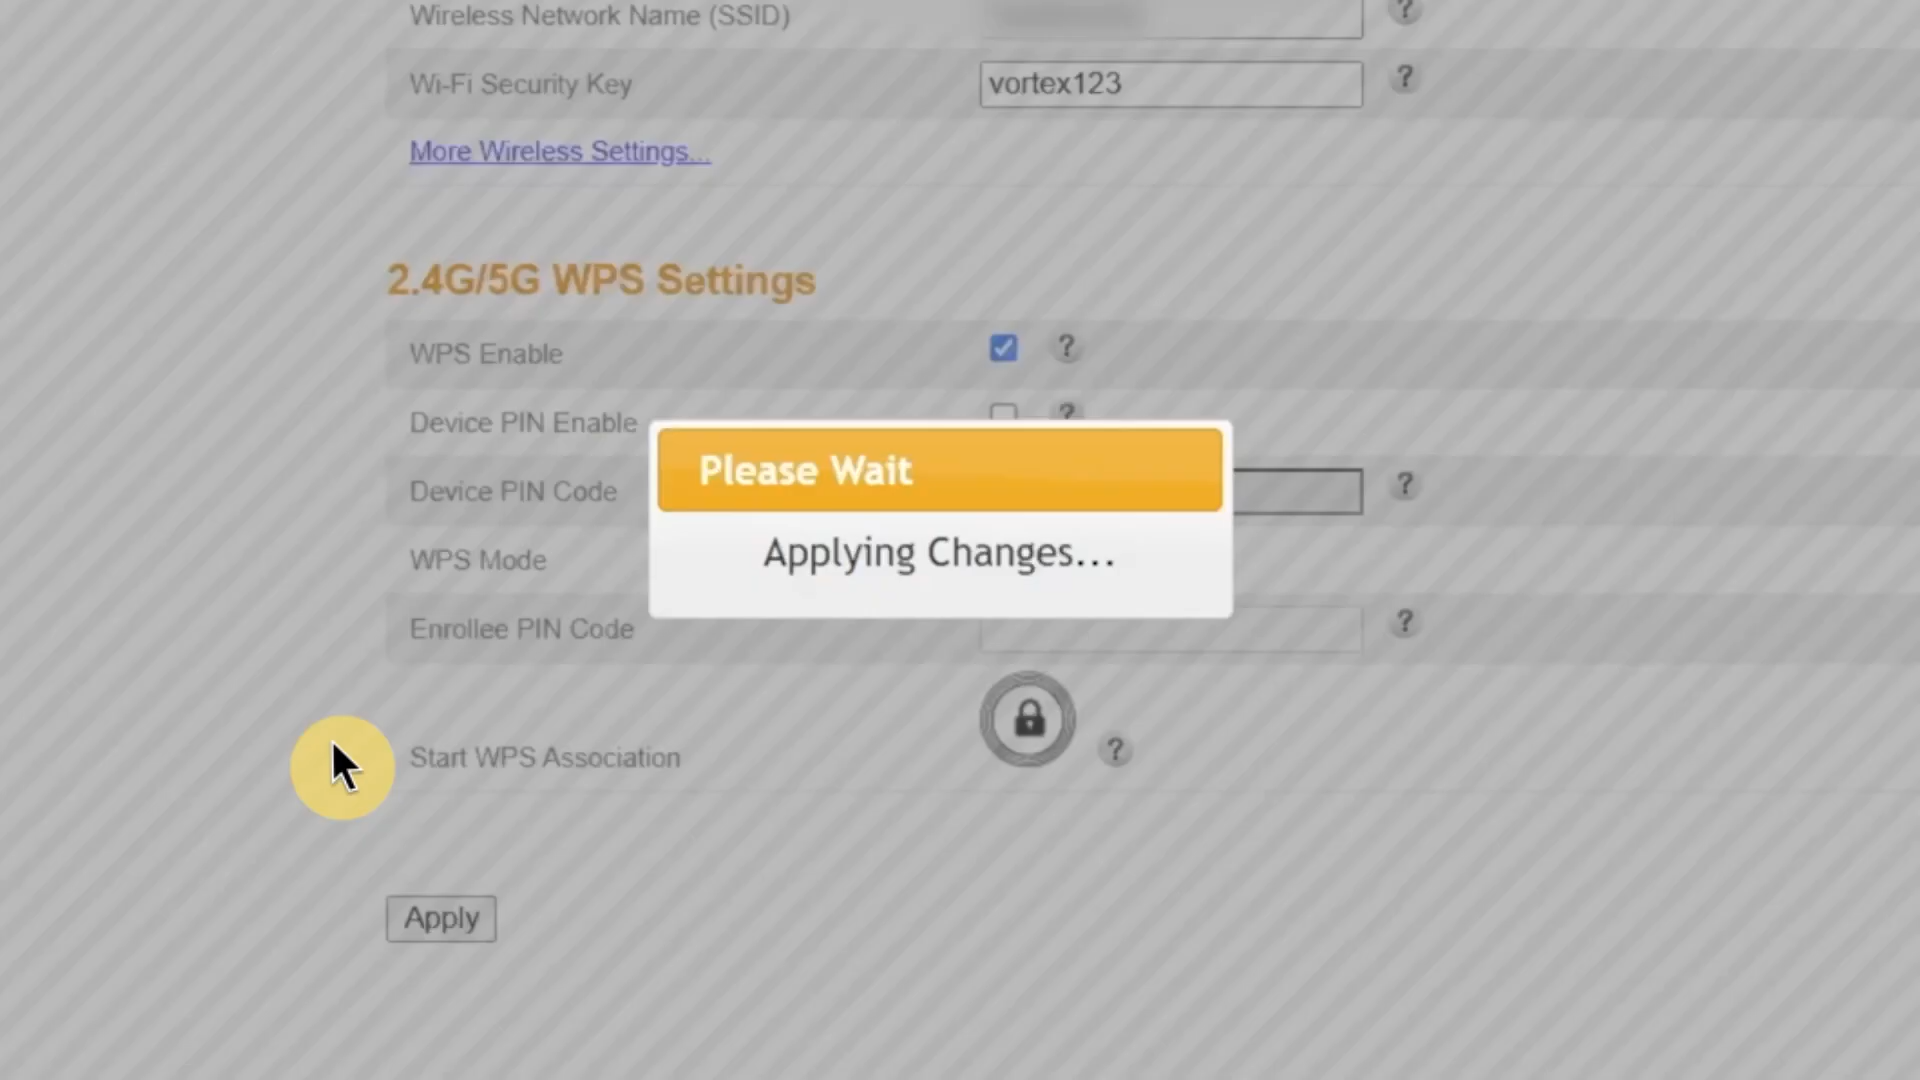 Wireless Network Name (SSID)
?
Wi-Fi Security Key
vortex123
?
More Wireless Settings...
2.4G/5G WPS Settings
WPS Enable
?
Device PIN Enable
?
Please Wait
Device PIN Code
?
Applying Changes...
WPS Mode
Enrollee PIN Code
?
Start WPS Association
?
Apply